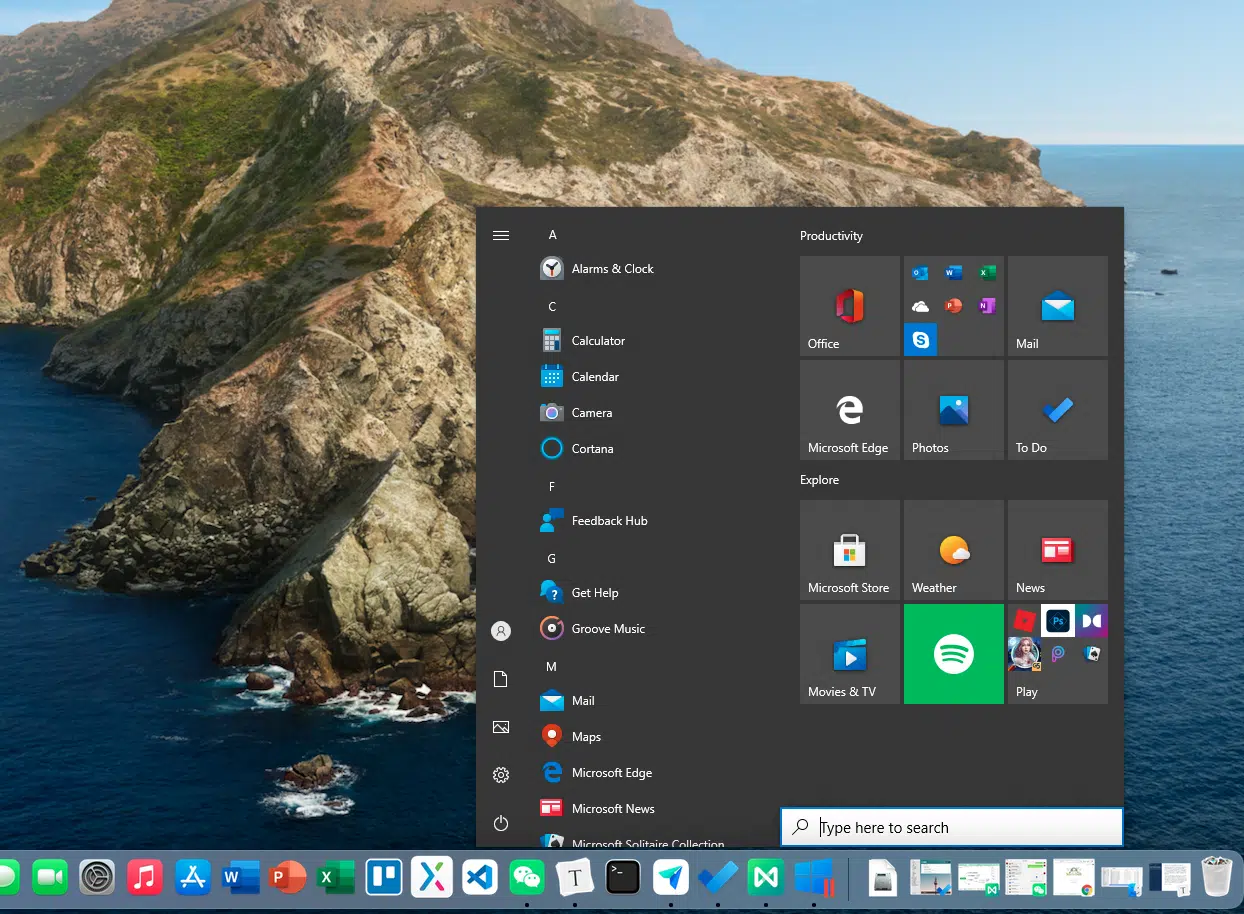 A
Alarms & Clock
C
Calculator
Calendar
Camera
Cortana
F
Feedback Hub
G
Get Help
Groove Music
M
Mail
Maps
Microsoft Edge
Microsoft News
Microsoft Solitaire Collection
Productivity
Office
Mail
Microsoft Edge
Photos
To Do
Explore
Microsoft Store
Weather
News
Movies & TV
Ps
Play
Type here to search
W
P
X
T